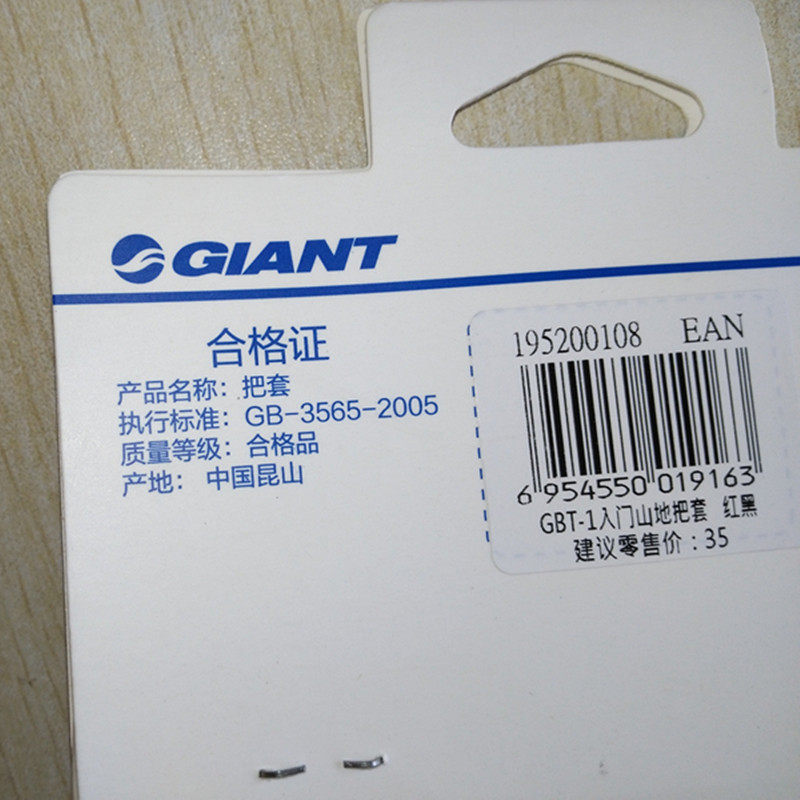 GIANT
合格证
产品名称：把套
执行标准：GB-3565-2005
质量等级：合格品
产地：中国昆山
195200108 EAN
6 954550 019163
GBT-1入门山地把套 红黑
建议零售价：35